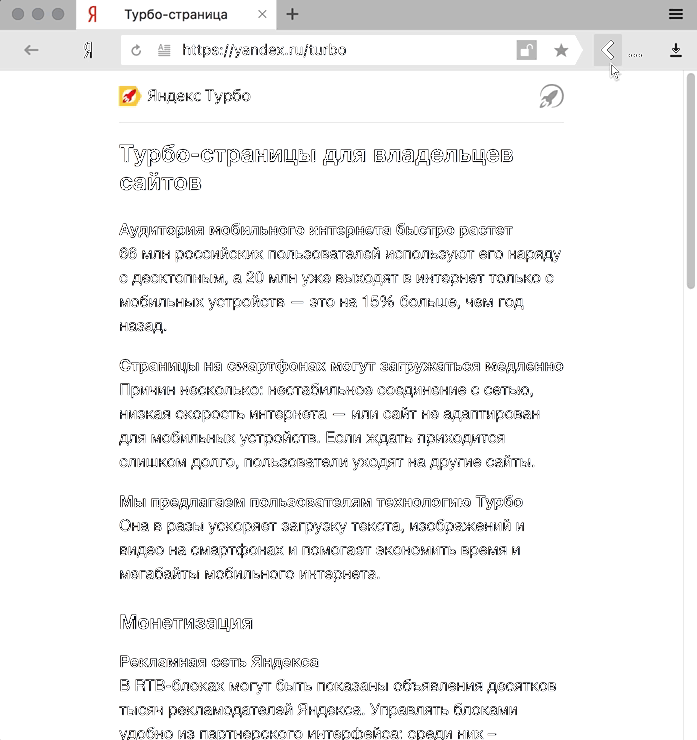 Турбо-страница
Я
https://yandex.ru/turbo
Яндекс Турбо
Турбо-страницы для владельцев
сайтов
Аудитория мобильного интернета быстро растет
66 млн российских пользователей используют его наряду
с десктопным, а 20 млн уже выходят в интернет только с
мобильных устройств — это на 15% больше, чем год
назад.
Страницы на смартфонах могут загружаться медленно
Причин несколько: нестабильное соединение с сетью,
низкая скорость интернета — или сайт не адаптирован
для мобильных устройств. Если ждать приходится
слишком долго, пользователи уходят на другие сайты.
Мы предлагаем пользователям технологию Турбо
Она в разы ускоряет загрузку текста, изображений и
видео на смартфонах и помогает экономить время и
мегабайты мобильного интернета.
Монетизация
Рекламная сеть Яндекса
В RTB-блоках могут быть показаны объявления десятков
тысяч рекламодателей Яндекса. Управлять блоками
удобно из партнерского интерфейса: среди них –